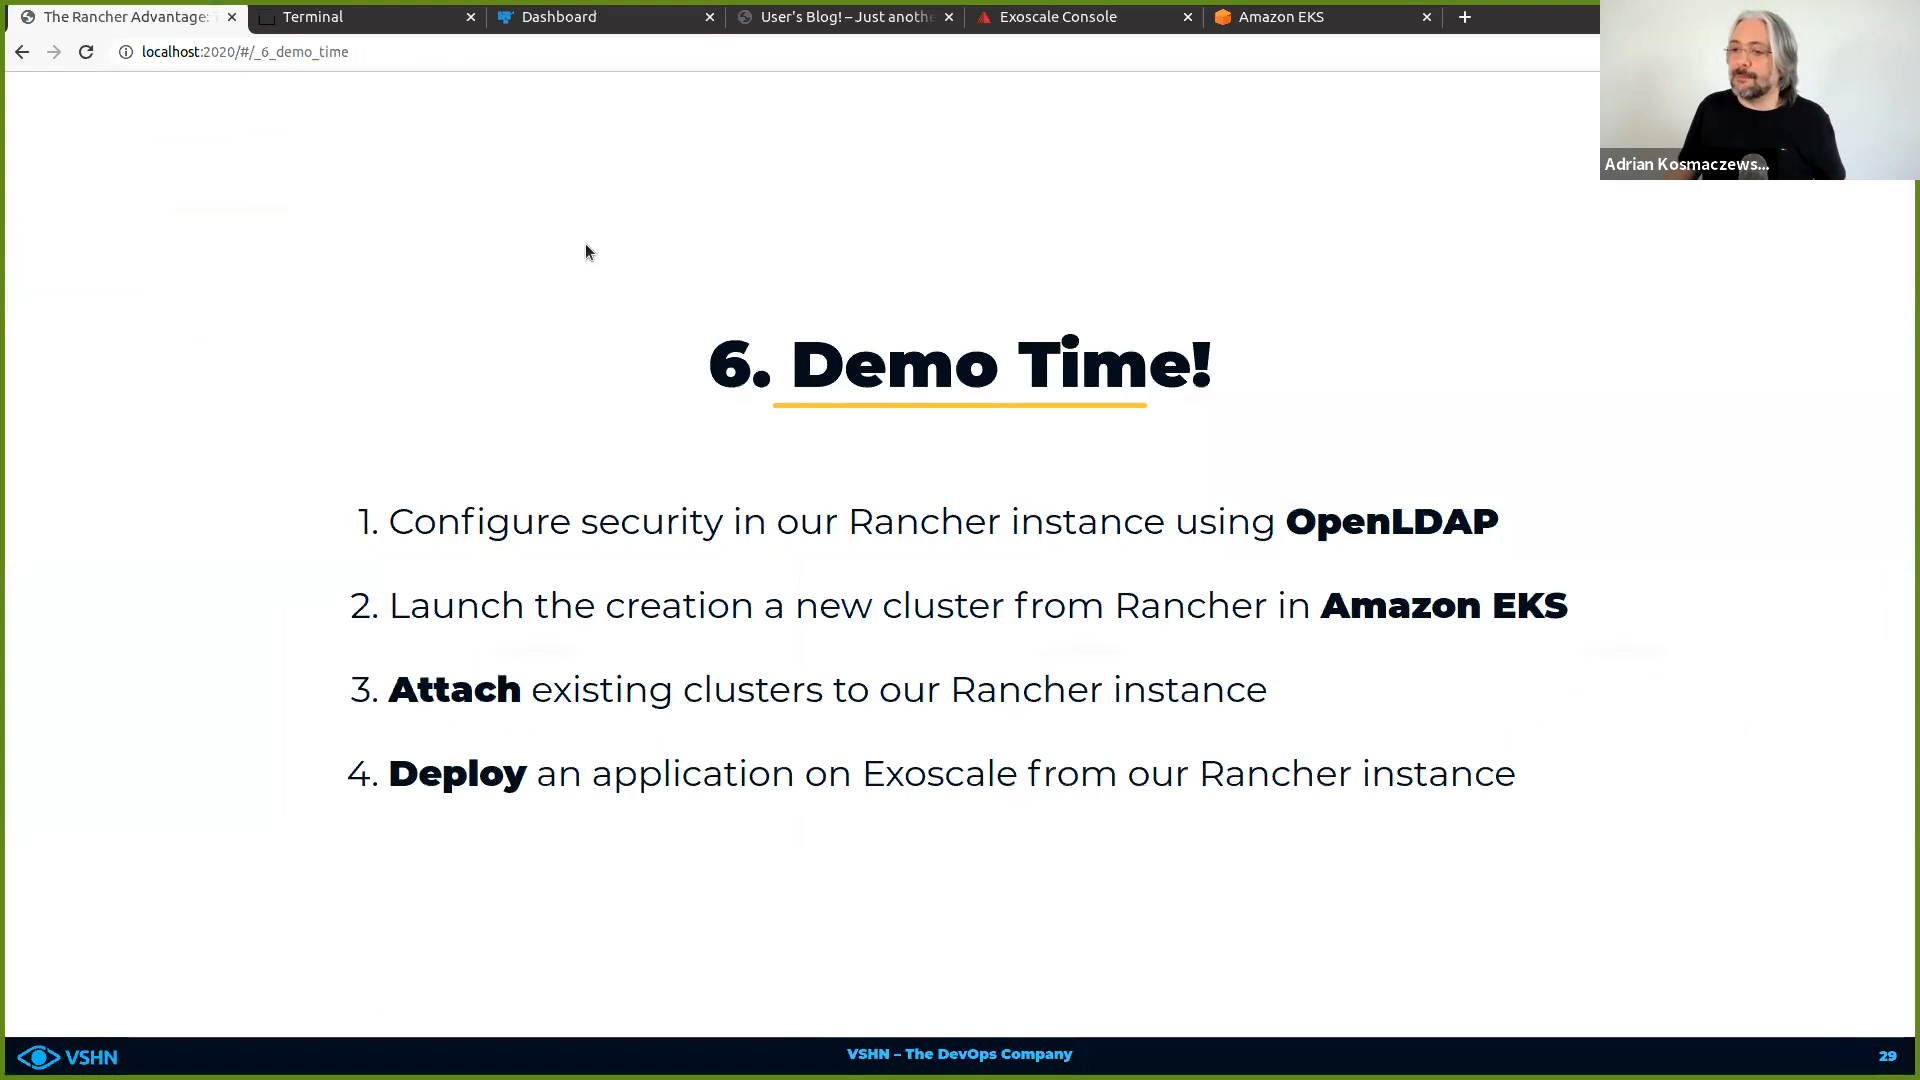 The Rancher Advantage:
Terminal
Dashboard
User's Blog! – Just anothe
Exoscale Console
Amazon EKS
localhost:2020/#/_6_demo_time
Adrian Kosmaczews...
6. Demo Time!
1. Configure security in our Rancher instance using OpenLDAP
2. Launch the creation a new cluster from Rancher in Amazon EKS
3. Attach existing clusters to our Rancher instance
4. Deploy an application on Exoscale from our Rancher instance
VSHN
VSHN – The DevOps Company
29